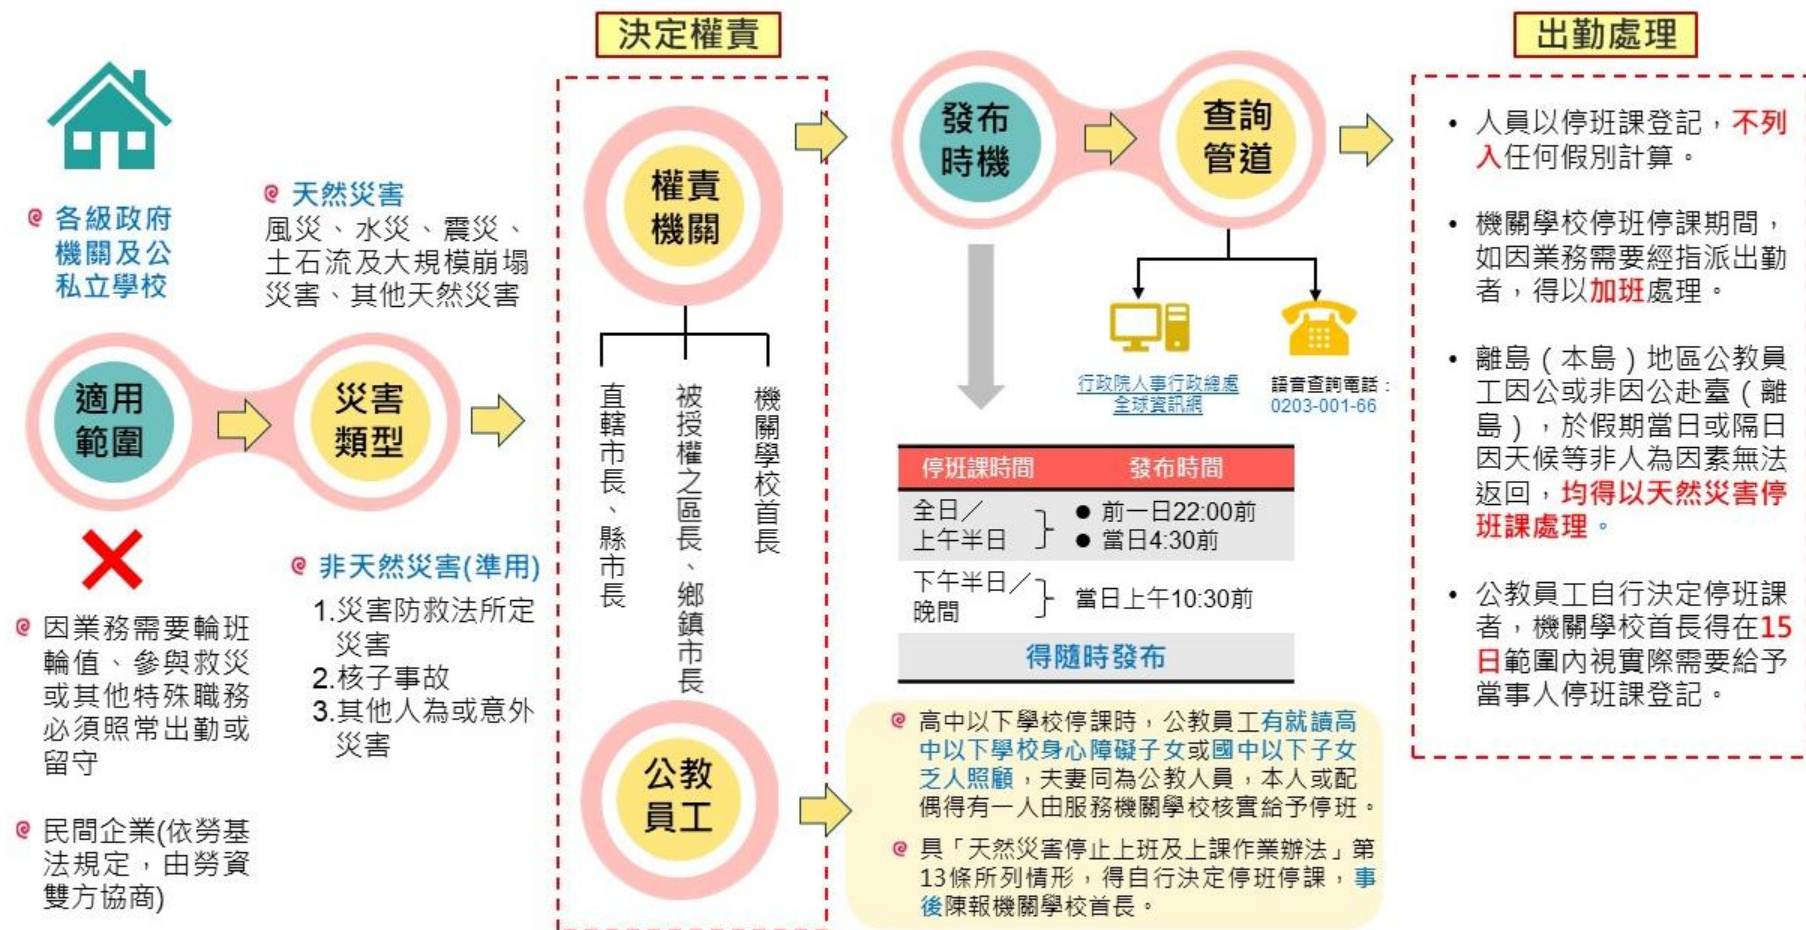 決定權責
出勤處理
各級政府
機關及公
私立學校
天然災害
風災、水災、震災、
土石流及大規模崩塌
災害、其他天然災害
適用
範圍
災害
類型
因業務需要輪班
輪值、參與救災
或其他特殊職務
必須照常出勤或
留守
民間企業(依勞基
法規定，由勞資
雙方協商)
非天然災害(準用)
1.災害防救法所定
災害
2.核子事故
3.其他人為或意外
災害
權責
機關
直轄市長、縣市長
被授權之區長、鄉鎮市長
機關學校首長
公教
員工
發布
時機
查詢
管道
行政院人事行政總處
全球資訊網
語音查詢電話：
0203-001-66
停班課時間 發布時間
全日／
上午半日
● 前一日22:00前
● 當日4:30前
下午半日／
晚間
當日上午10:30前
得隨時發布
高中以下學校停課時，公教員工有就讀高
中以下學校身心障礙子女或國中以下子女
乏人照顧，夫妻同為公教人員，本人或配
偶得有一人由服務機關學校核實給予停班。
具「天然災害停止上班及上課作業辦法」第
13條所列情形，得自行決定停班停課，事
後陳報機關學校首長。
• 人員以停班課登記，不列
入任何假別計算。
• 機關學校停班停課期間，
如因業務需要經指派出勤
者，得以加班處理。
• 離島（本島）地區公教員
工因公或非因公赴臺（離
島），於假期當日或隔日
因天候等非人為因素無法
返回，均得以天然災害停
班課處理。
• 公教員工自行決定停班課
者，機關學校首長得在15
日範圍內視實際需要給予
當事人停班課登記。